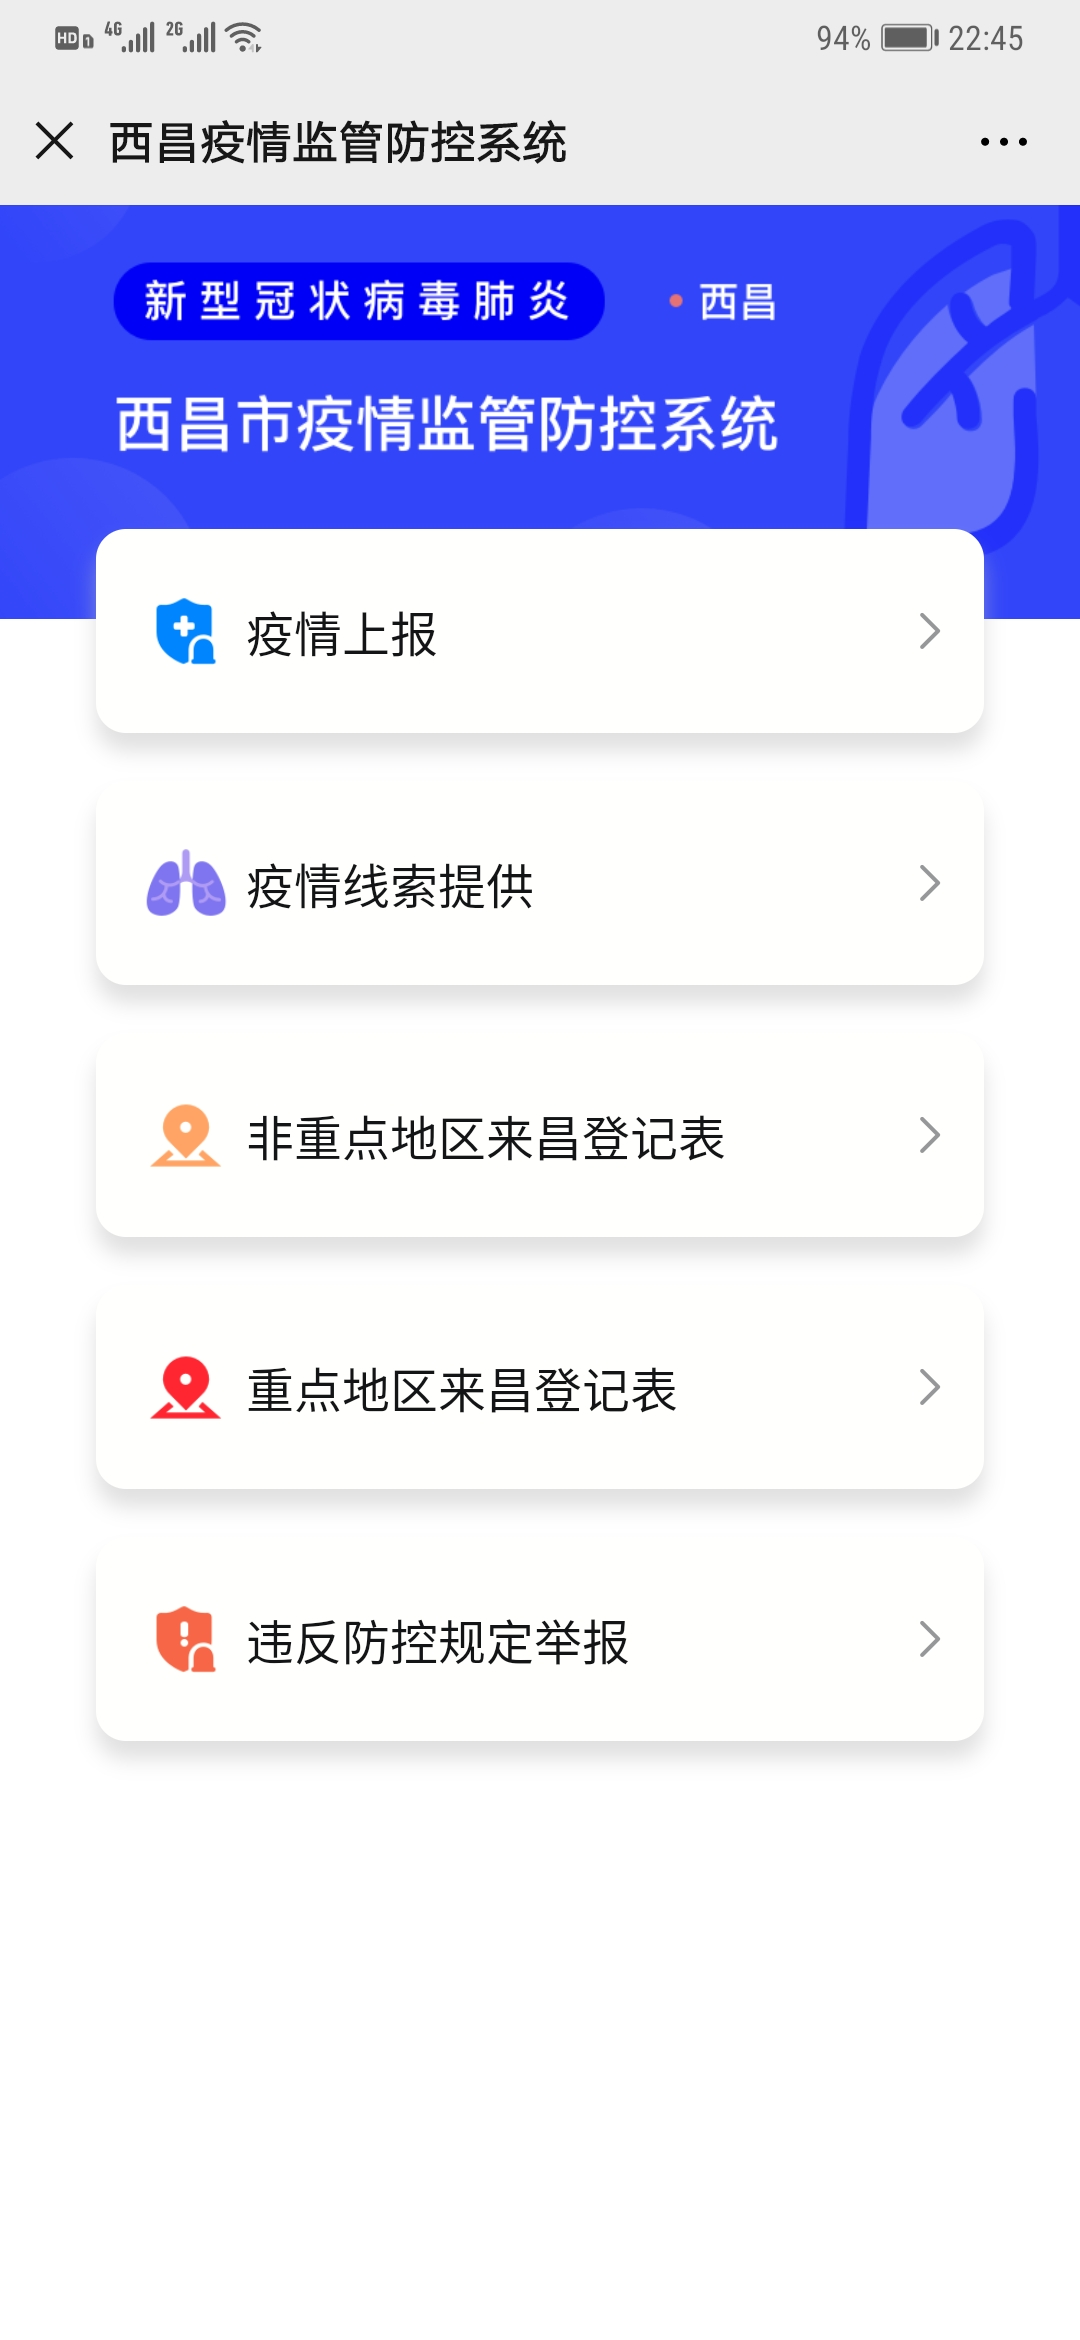 HD 1 4G 2G 94% 22:45
西昌疫情监管防控系统
新型冠状病毒肺炎 西昌
西昌市疫情监管防控系统
疫情上报
疫情线索提供
非重点地区来昌登记表
重点地区来昌登记表
违反防控规定举报